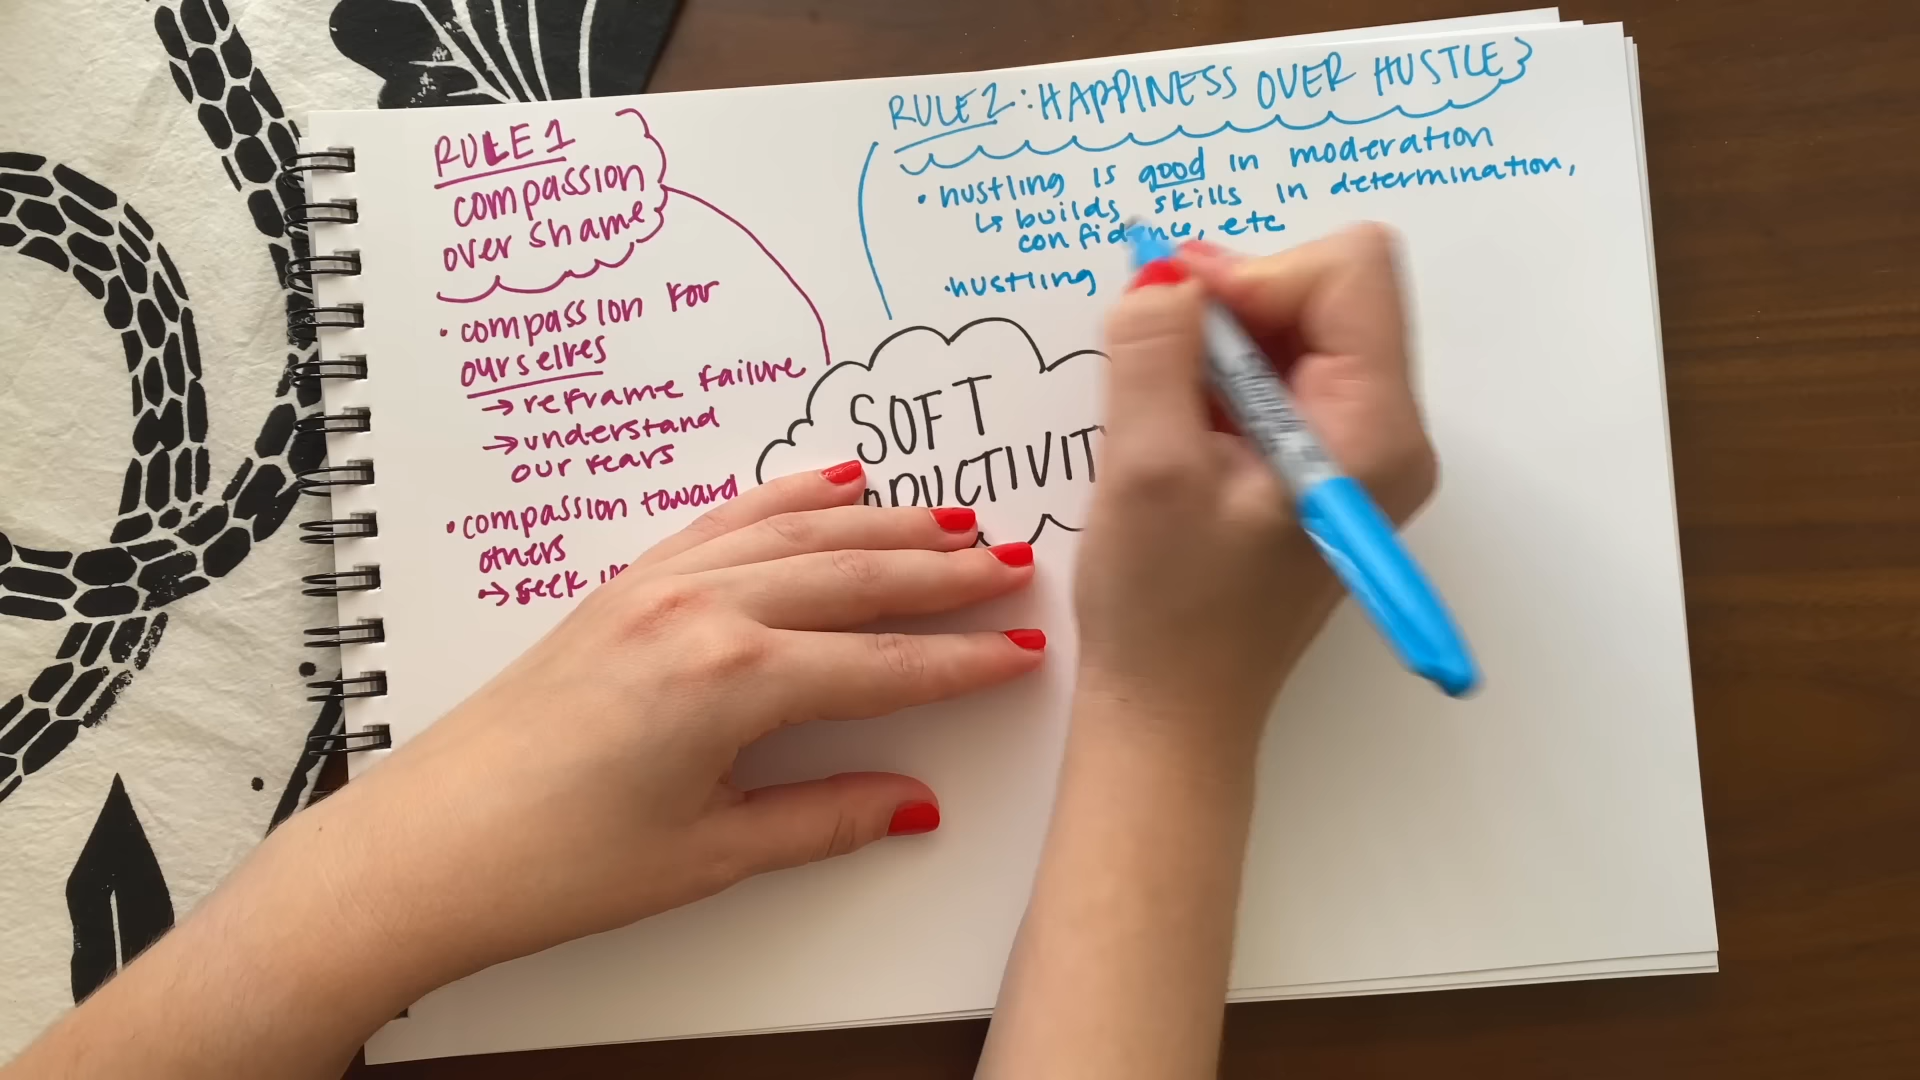 RULE 1
compassion
over shame
• compassion for
ourselves
→ reframe failure
→ understand
our fears
• compassion toward
others
→ seek
RULE 2: HAPPINESS OVER HUSTLE
• hustling is good in moderation
↳ builds skills in determination,
confidence, etc
• hustling
SOFT